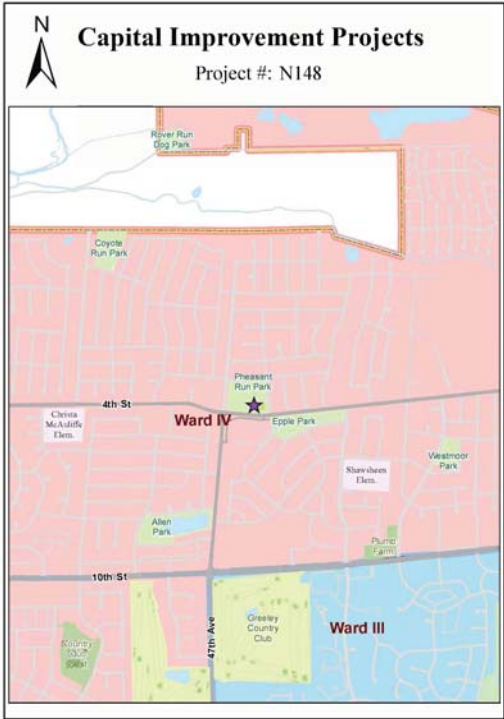 N
Capital Improvement Projects
Project #: N148
Rover Run
Dog Park
Coyote
Run Park
Pheasant
Run Park
4th St
Christa
McAuliffe
Elem.
Ward IV
Epple Park
Westmoor
Park
Shawsheen
Elem.
Allen
Park
Plumb
Farm
10th St
47th Ave
Greeley
Country
Club
Ward III
Country
West